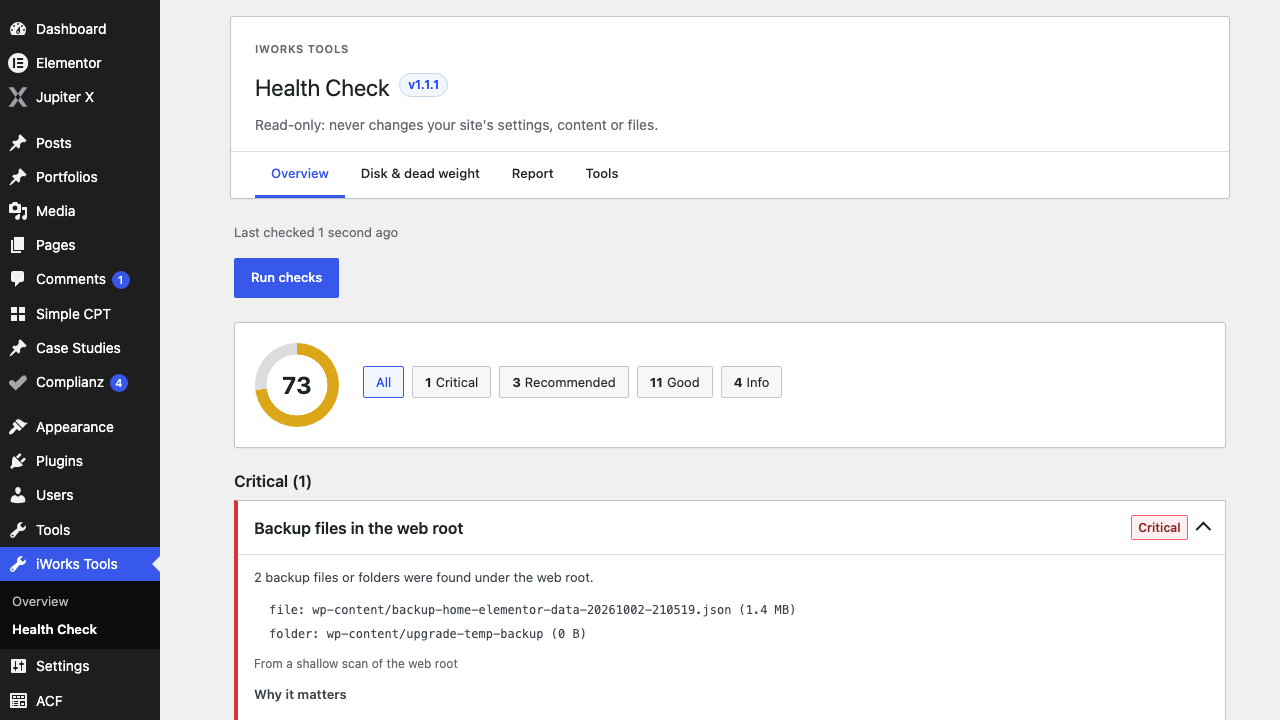 Dashboard
Elementor
Jupiter X
Posts
Portfolios
Media
Pages
Comments 1
Simple CPT
Case Studies
Complianz 4
Appearance
Plugins
Users
Tools
iWorks Tools
Overview
Health Check
Settings
ACF
IWORKS TOOLS
Health Check v1.1.1
Read-only: never changes your site's settings, content or files.
Overview Disk & dead weight Report Tools
Last checked 1 second ago
Run checks
73 All 1 Critical 3 Recommended 11 Good 4 Info
Critical (1)
Backup files in the web root Critical
2 backup files or folders were found under the web root.
file: wp-content/backup-home-elementor-data-20261002-210519.json (1.4 MB)
folder: wp-content/upgrade-temp-backup (0 B)
From a shallow scan of the web root
Why it matters